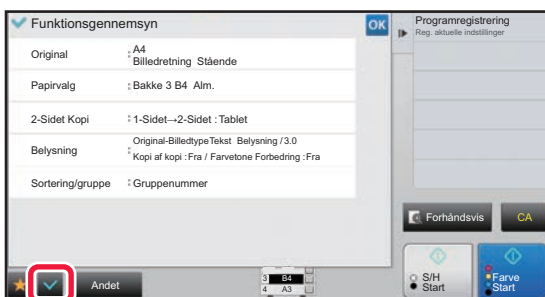 Funktionsgennemsyn
OK
Original : A4
Billedretning Stående
Papirvalg : Bakke 3 B4 Alm.
2-Sidet Kopi : 1-Sidet→2-Sidet : Tablet
Belysning : Original-BilledtypeTekst Belysning / 3.0
Kopi af kopi : Fra / Farvetone Forbedring : Fra
Sortering/gruppe : Gruppenummer
Andet
3 B4
4 A3
Programregistrering
Reg. aktuelle indstillinger
Forhåndsvis
CA
S/H
Start
Farve
Start